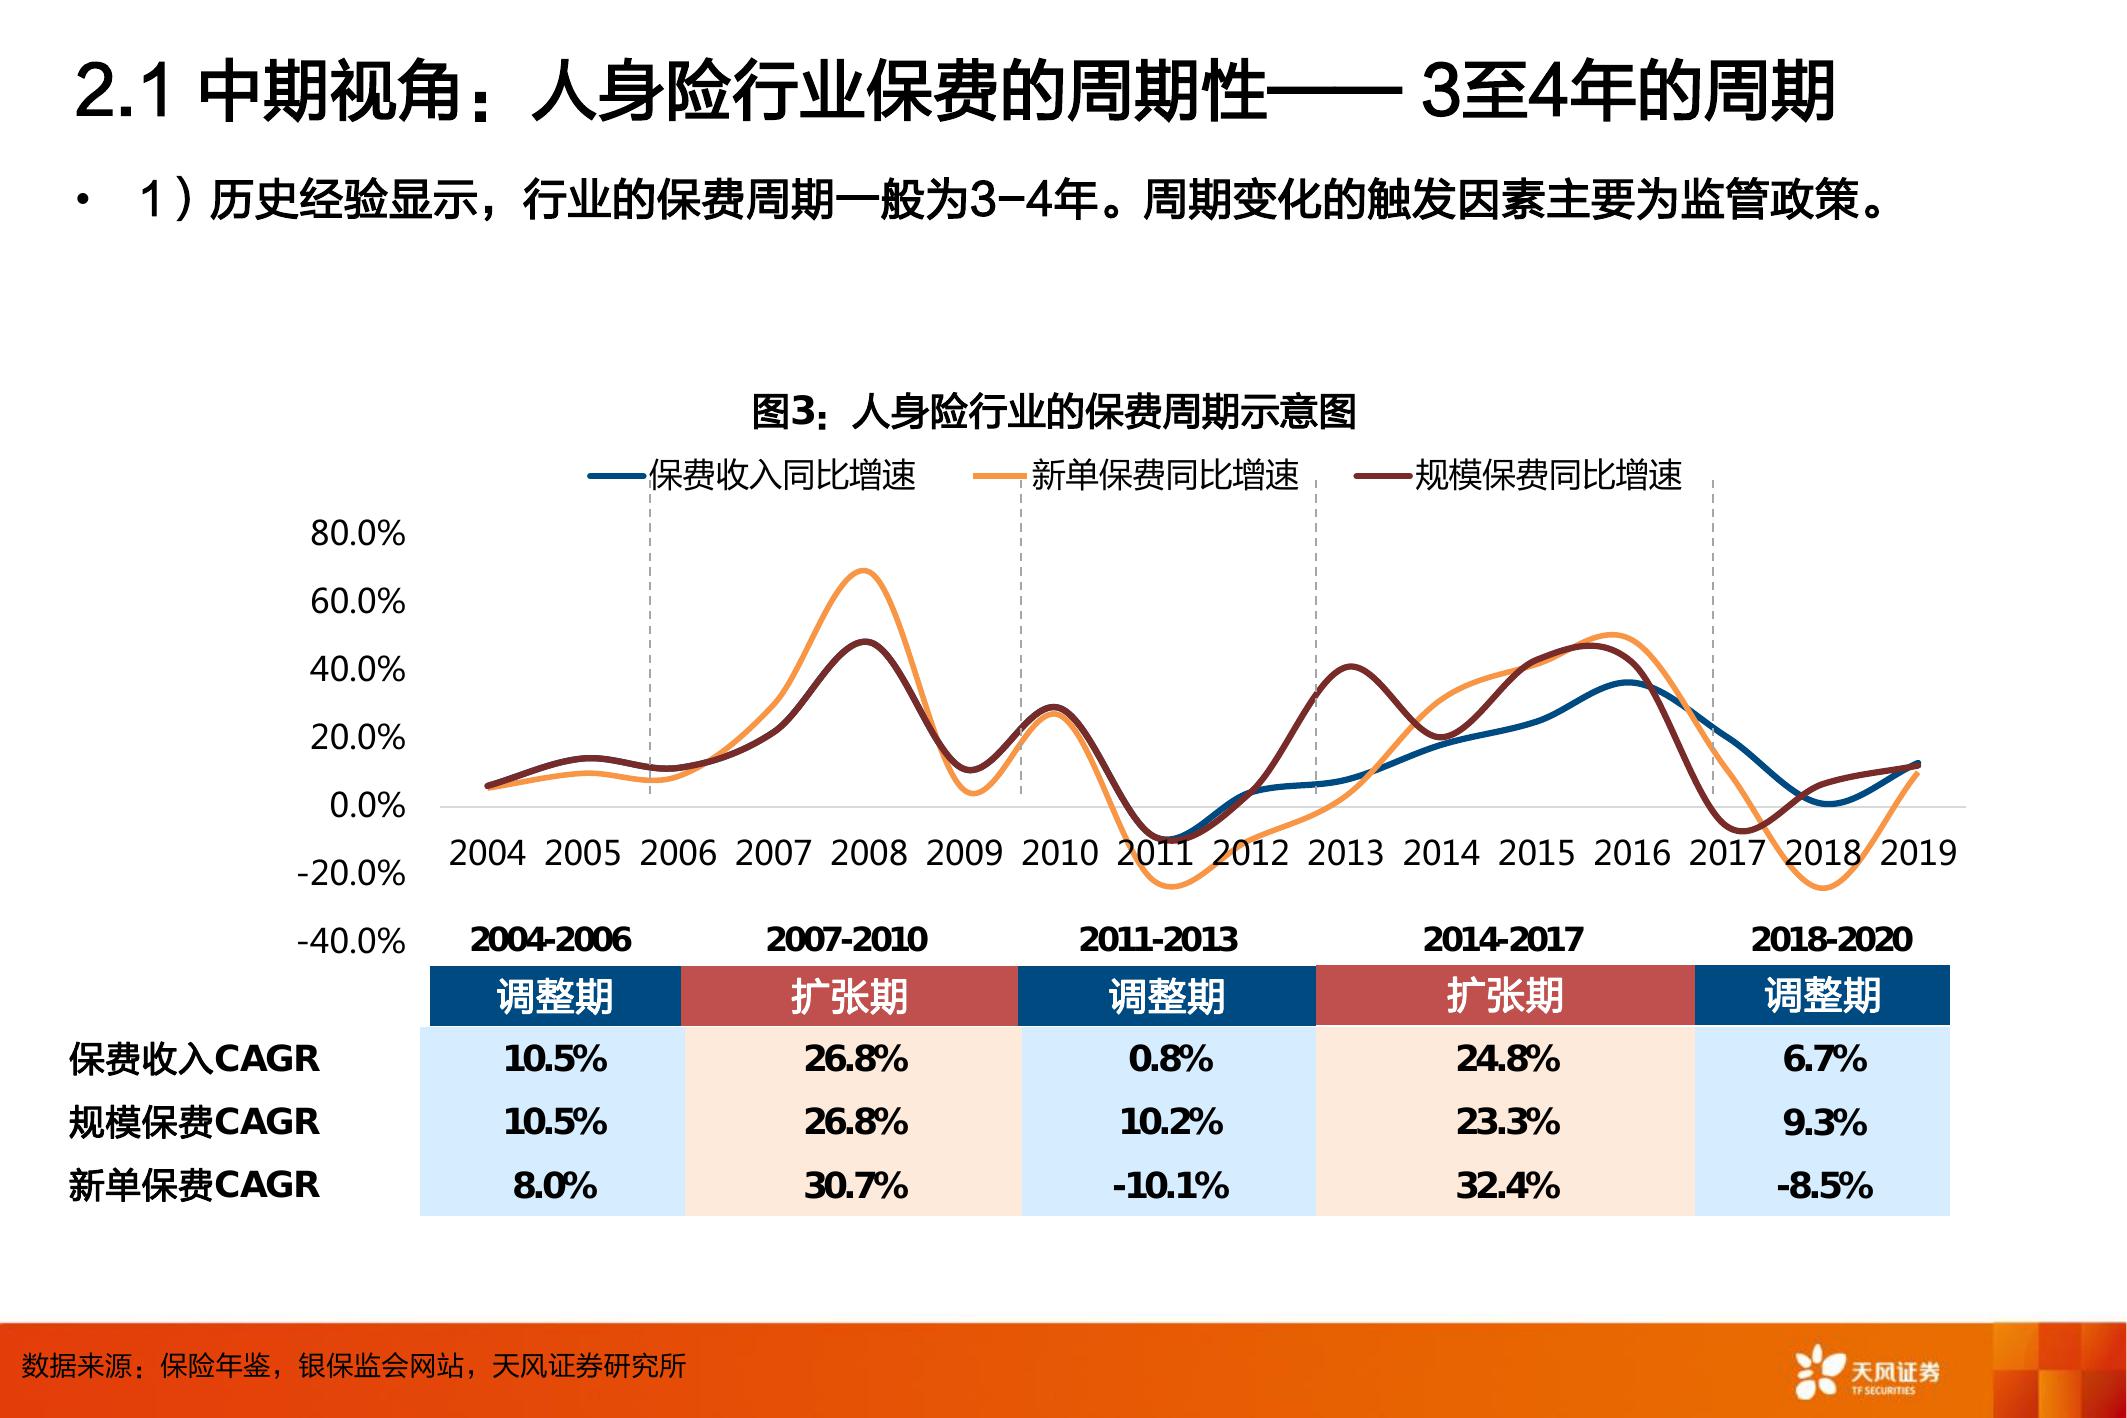 2.1 中期视角：人身险行业保费的周期性—— 3至4年的周期
• 1）历史经验显示，行业的保费周期一般为3-4年。周期变化的触发因素主要为监管政策。
图3：人身险行业的保费周期示意图
保费收入同比增速 新单保费同比增速 规模保费同比增速
80.0%
60.0%
40.0%
20.0%
0.0%
2004 2005 2006 2007 2008 2009 2010 2011 2012 2013 2014 2015 2016 2017 2018 2019
-20.0%
-40.0%
2004-2006 2007-2010 2011-2013 2014-2017 2018-2020
调整期 扩张期 调整期 扩张期 调整期
保费收入CAGR 10.5% 26.8% 0.8% 24.8% 6.7%
规模保费CAGR 10.5% 26.8% 10.2% 23.3% 9.3%
新单保费CAGR 8.0% 30.7% -10.1% 32.4% -8.5%
数据来源：保险年鉴，银保监会网站，天风证券研究所
天风证券
TF SECURITIES